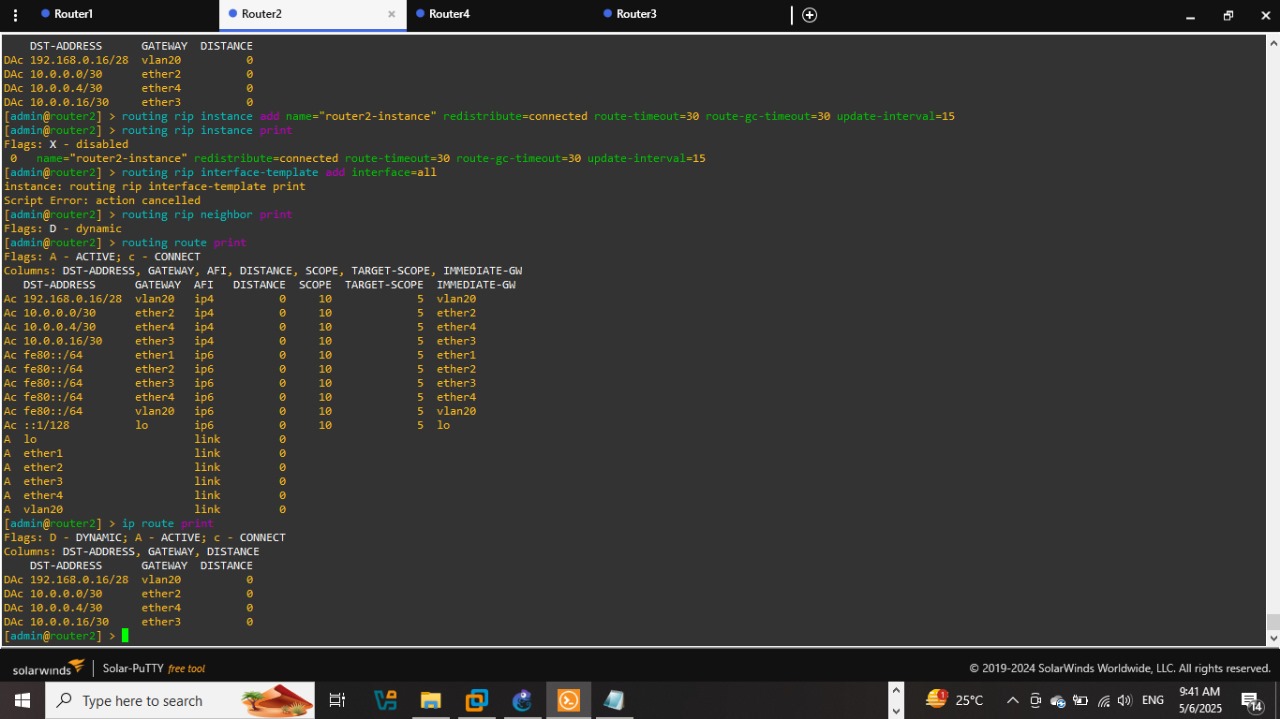 Router1
Router2
Router4
Router3
DST-ADDRESS GATEWAY DISTANCE
DAc 192.168.0.16/28 vlan20 0
DAc 10.0.0.0/30 ether2 0
DAc 10.0.0.4/30 ether4 0
DAc 10.0.0.16/30 ether3 0
[admin@router2] > routing rip instance add name="router2-instance" redistribute=connected route-timeout=30 route-gc-timeout=30 update-interval=15
[admin@router2] > routing rip instance print
Flags: X - disabled
0 name="router2-instance" redistribute=connected route-timeout=30 route-gc-timeout=30 update-interval=15
[admin@router2] > routing rip interface-template add interface=all
instance: routing rip interface-template print
Script Error: action cancelled
[admin@router2] > routing rip neighbor print
Flags: D - dynamic
[admin@router2] > routing route print
Flags: A - ACTIVE; c - CONNECT
Columns: DST-ADDRESS, GATEWAY, AFI, DISTANCE, SCOPE, TARGET-SCOPE, IMMEDIATE-GW
DST-ADDRESS GATEWAY AFI DISTANCE SCOPE TARGET-SCOPE IMMEDIATE-GW
Ac 192.168.0.16/28 vlan20 ip4 0 10 5 vlan20
Ac 10.0.0.0/30 ether2 ip4 0 10 5 ether2
Ac 10.0.0.4/30 ether4 ip4 0 10 5 ether4
Ac 10.0.0.16/30 ether3 ip4 0 10 5 ether3
Ac fe80::/64 ether1 ip6 0 10 5 ether1
Ac fe80::/64 ether2 ip6 0 10 5 ether2
Ac fe80::/64 ether3 ip6 0 10 5 ether3
Ac fe80::/64 ether4 ip6 0 10 5 ether4
Ac fe80::/64 vlan20 ip6 0 10 5 vlan20
Ac ::1/128 lo ip6 0 10 5 lo
A lo link 0
A ether1 link 0
A ether2 link 0
A ether3 link 0
A ether4 link 0
A vlan20 link 0
[admin@router2] > ip route print
Flags: D - DYNAMIC; A - ACTIVE; c - CONNECT
Columns: DST-ADDRESS, GATEWAY, DISTANCE
DST-ADDRESS GATEWAY DISTANCE
DAc 192.168.0.16/28 vlan20 0
DAc 10.0.0.0/30 ether2 0
DAc 10.0.0.4/30 ether4 0
DAc 10.0.0.16/30 ether3 0
[admin@router2] >
solarwinds Solar-PuTTY free tool © 2019-2024 SolarWinds Worldwide, LLC. All rights reserved.
Type here to search
25°C
ENG
9:41 AM
5/6/2025
14